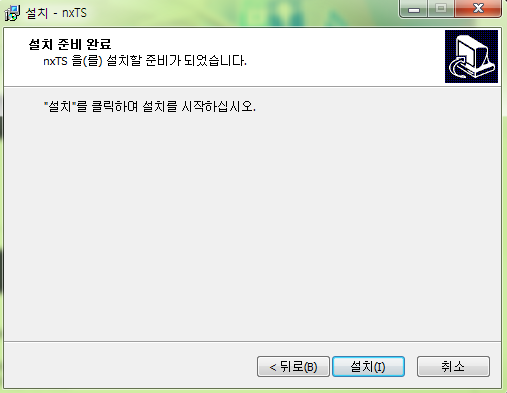 설치 - nxTS
설치 준비 완료
nxTS 을(를) 설치할 준비가 되었습니다.
"설치"를 클릭하며 설치를 시작하십시오.
< 뒤로(B)
설치(I)
취소